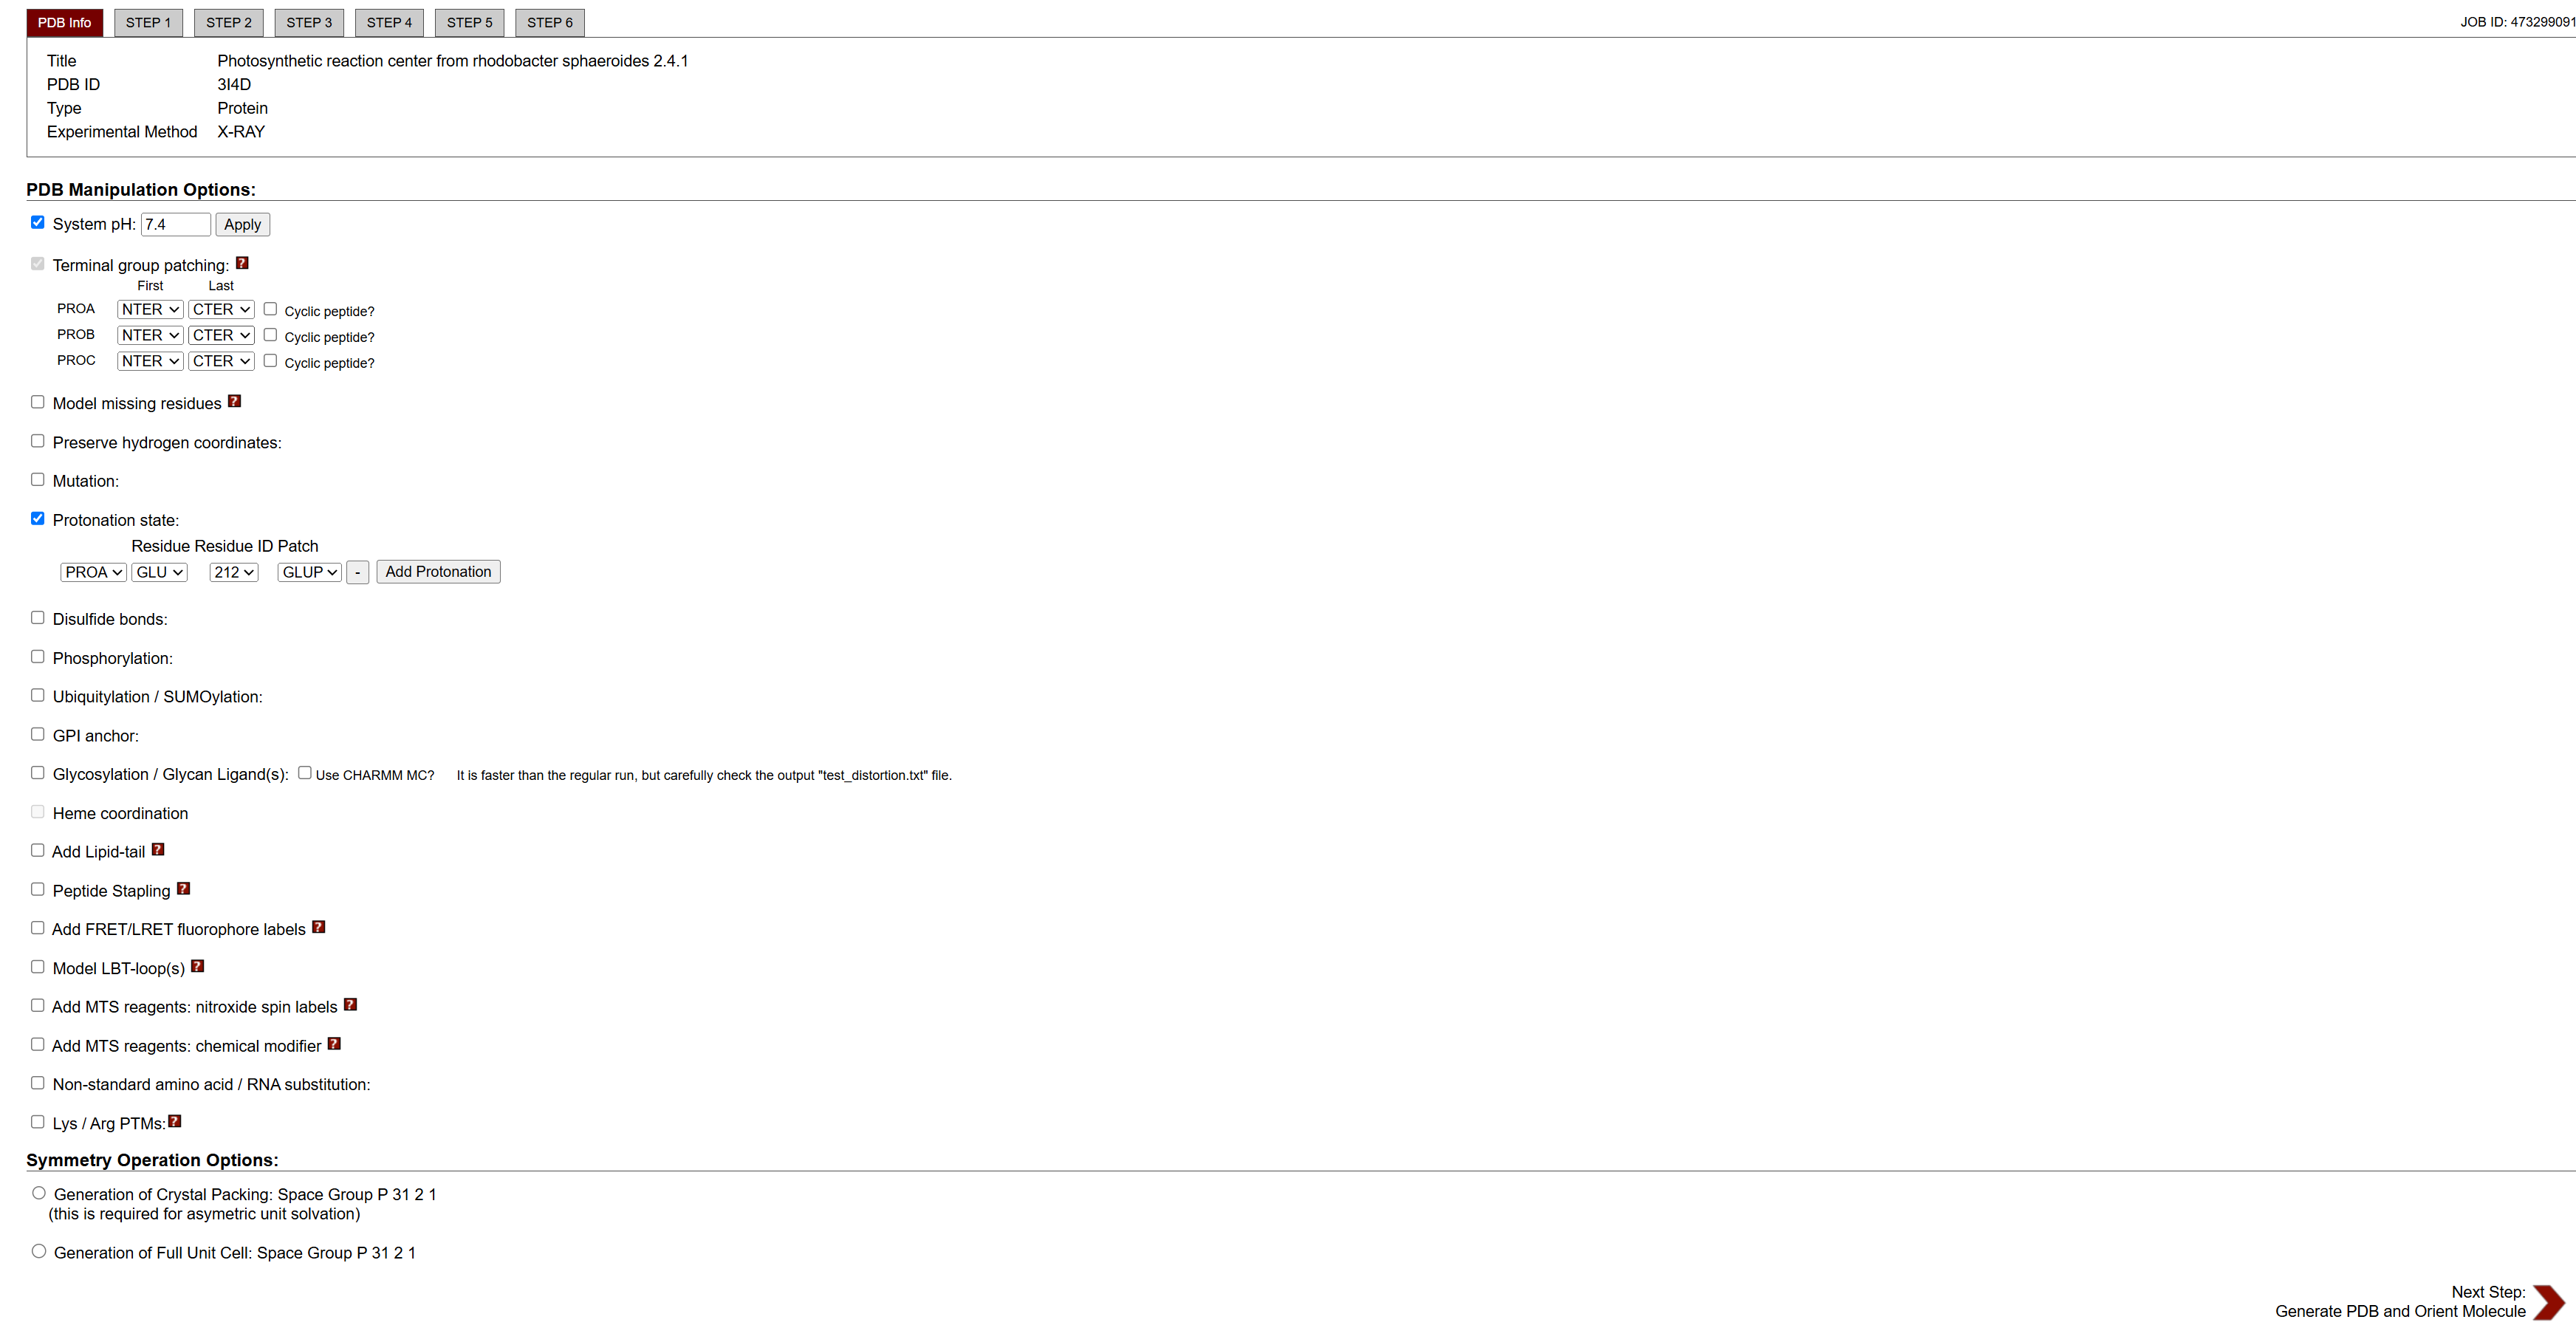 PDB Info STEP 1 STEP 2 STEP 3 STEP 4 STEP 5 STEP 6 JOB ID: 473299091
Title Photosynthetic reaction center from rhodobacter sphaeroides 2.4.1
PDB ID 3I4D
Type Protein
Experimental Method X-RAY
PDB Manipulation Options:
System pH: 7.4 Apply
Terminal group patching: ?
First Last
PROA NTER CTER Cyclic peptide?
PROB NTER CTER Cyclic peptide?
PROC NTER CTER Cyclic peptide?
Model missing residues ?
Preserve hydrogen coordinates:
Mutation:
Protonation state:
Residue Residue ID Patch
PROA GLU 212 GLUP - Add Protonation
Disulfide bonds:
Phosphorylation:
Ubiquitylation / SUMOylation:
GPI anchor:
Glycosylation / Glycan Ligand(s): Use CHARMM MC? It is faster than the regular run, but carefully check the output "test_distortion.txt" file.
Heme coordination
Add Lipid-tail ?
Peptide Stapling ?
Add FRET/LRET fluorophore labels ?
Model LBT-loop(s) ?
Add MTS reagents: nitroxide spin labels ?
Add MTS reagents: chemical modifier ?
Non-standard amino acid / RNA substitution:
Lys / Arg PTMs: ?
Symmetry Operation Options:
Generation of Crystal Packing: Space Group P 31 2 1
(this is required for asymetric unit solvation)
Generation of Full Unit Cell: Space Group P 31 2 1
Next Step:
Generate PDB and Orient Molecule